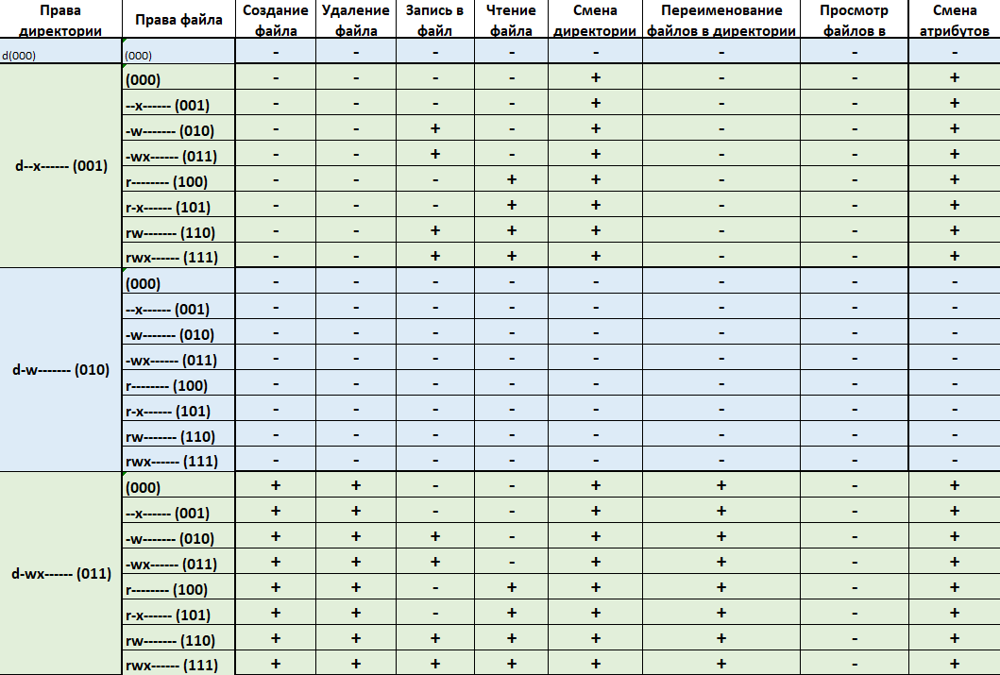 Права директории | Права файла | Создание файла | Удаление файла | Запись в файл | Чтение файла | Смена директории | Переименование файлов в директории | Просмотр файлов в | Смена атрибутов
d(000) | (000) | - | - | - | - | - | - | - | -
d--x------ (001) | (000) | - | - | - | - | + | - | - | +
--x------ (001) | - | - | - | - | + | - | - | +
-w------- (010) | - | - | + | - | + | - | - | +
-wx------ (011) | - | - | + | - | + | - | - | +
r-------- (100) | - | - | - | + | + | - | - | +
r-x------ (101) | - | - | - | + | + | - | - | +
rw------- (110) | - | - | + | + | + | - | - | +
rwx------ (111) | - | - | + | + | + | - | - | +
d-w------- (010) | (000) | - | - | - | - | - | - | - | -
--x------ (001) | - | - | - | - | - | - | - | -
-w------- (010) | - | - | - | - | - | - | - | -
-wx------ (011) | - | - | - | - | - | - | - | -
r-------- (100) | - | - | - | - | - | - | - | -
r-x------ (101) | - | - | - | - | - | - | - | -
rw------- (110) | - | - | - | - | - | - | - | -
rwx------ (111) | - | - | - | - | - | - | - | -
d-wx------ (011) | (000) | + | + | - | - | + | + | - | +
--x------ (001) | + | + | - | - | + | + | - | +
-w------- (010) | + | + | + | - | + | + | - | +
-wx------ (011) | + | + | + | - | + | + | - | +
r-------- (100) | + | + | - | + | + | + | - | +
r-x------ (101) | + | + | - | + | + | + | - | +
rw------- (110) | + | + | + | + | + | + | - | +
rwx------ (111) | + | + | + | + | + | + | - | +